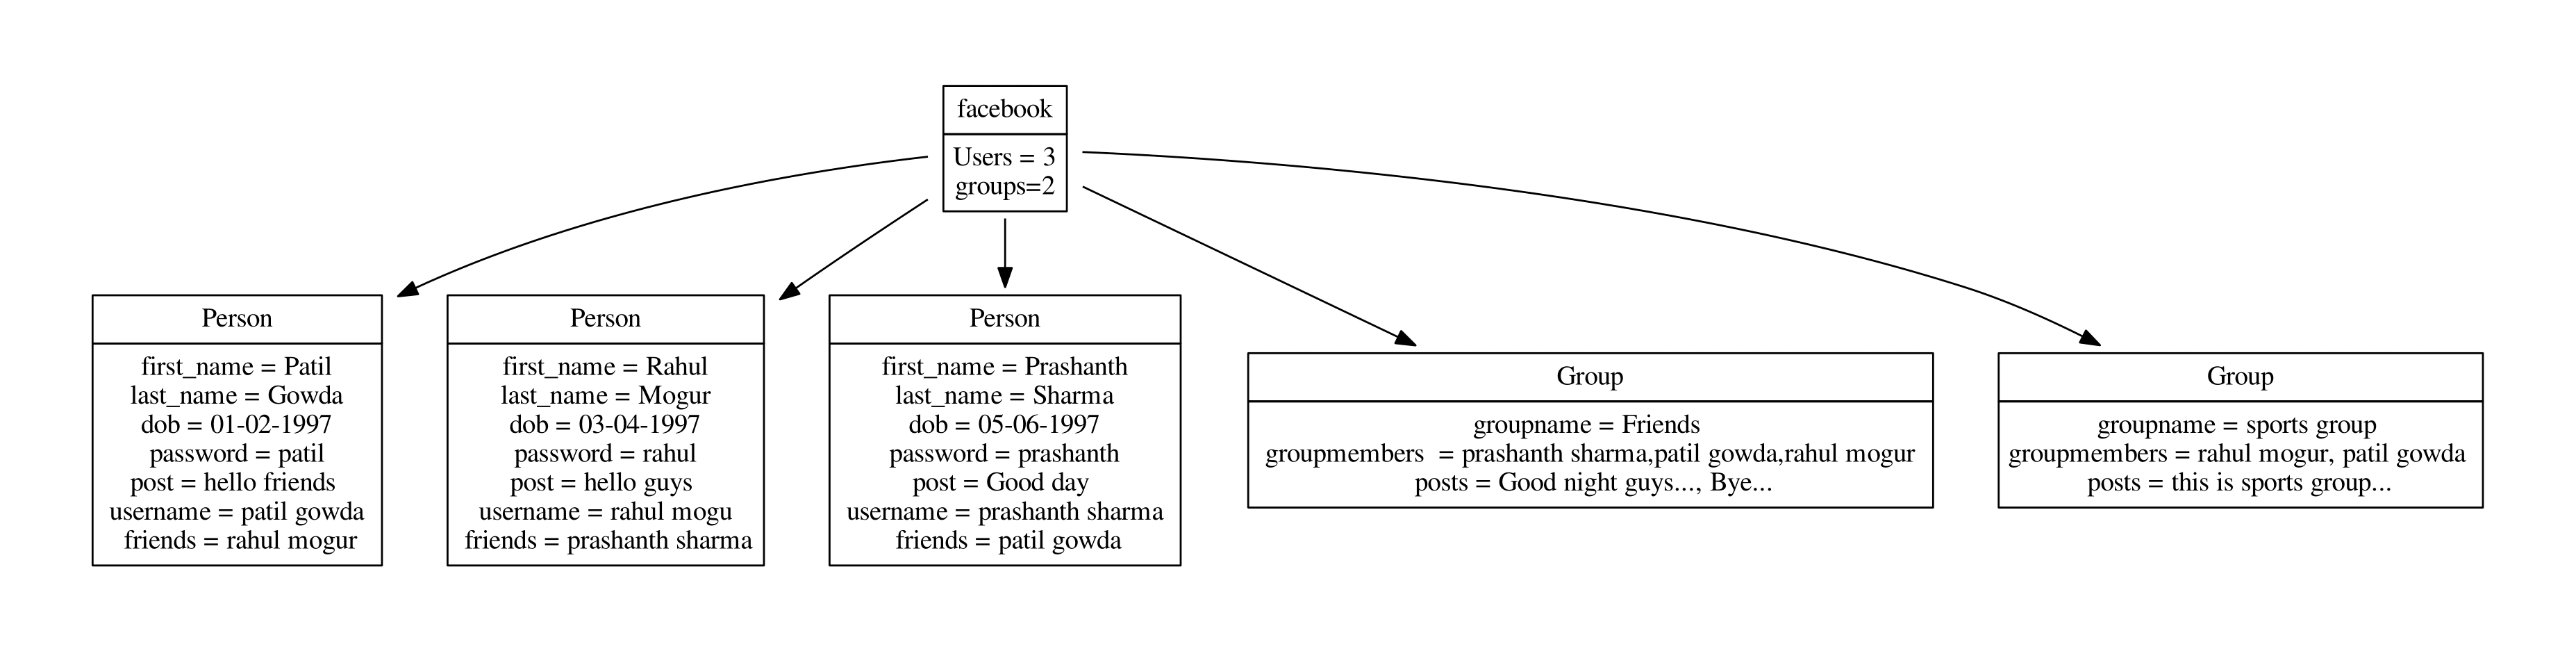 facebook
Users = 3
groups=2
Person
first_name = Patil
last_name = Gowda
dob = 01-02-1997
password = patil
post = hello friends
username = patil gowda
friends = rahul mogur
Person
first_name = Rahul
last_name = Mogur
dob = 03-04-1997
password = rahul
post = hello guys
username = rahul mogu
friends = prashanth sharma
Person
first_name = Prashanth
last_name = Sharma
dob = 05-06-1997
password = prashanth
post = Good day
username = prashanth sharma
friends = patil gowda
Group
groupname = Friends
groupmembers  = prashanth sharma,patil gowda,rahul mogur
posts = Good night guys..., Bye...
Group
groupname = sports group
groupmembers = rahul mogur, patil gowda
posts = this is sports group...